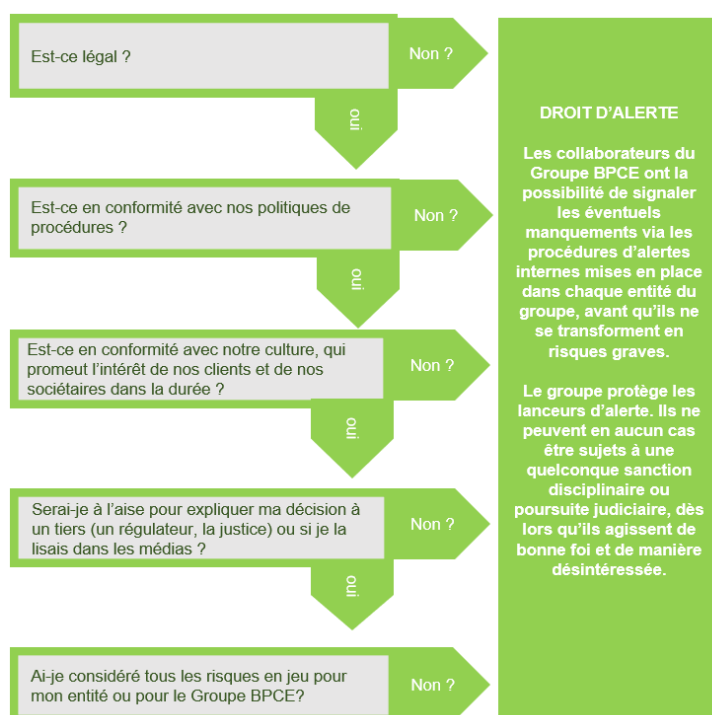 Est-ce légal ?
Non ?
oui
Est-ce en conformité avec nos politiques de
procédures ?
Non ?
oui
Est-ce en conformité avec notre culture, qui
promeut l’intérêt de nos clients et de nos
sociétaires dans la durée ?
Non ?
oui
Serai-je à l’aise pour expliquer ma décision à
un tiers (un régulateur, la justice) ou si je la
lisais dans les médias ?
Non ?
oui
Ai-je considéré tous les risques en jeu pour
mon entité ou pour le Groupe BPCE?
Non ?
DROIT D’ALERTE
Les collaborateurs du
Groupe BPCE ont la
possibilité de signaler
les éventuels
manquements via les
procédures d’alertes
internes mises en place
dans chaque entité du
groupe, avant qu’ils ne
se transforment en
risques graves.
Le groupe protège les
lanceurs d’alerte. Ils ne
peuvent en aucun cas
être sujets à une
quelconque sanction
disciplinaire ou
poursuite judiciaire, dès
lors qu’ils agissent de
bonne foi et de manière
désintéressée.